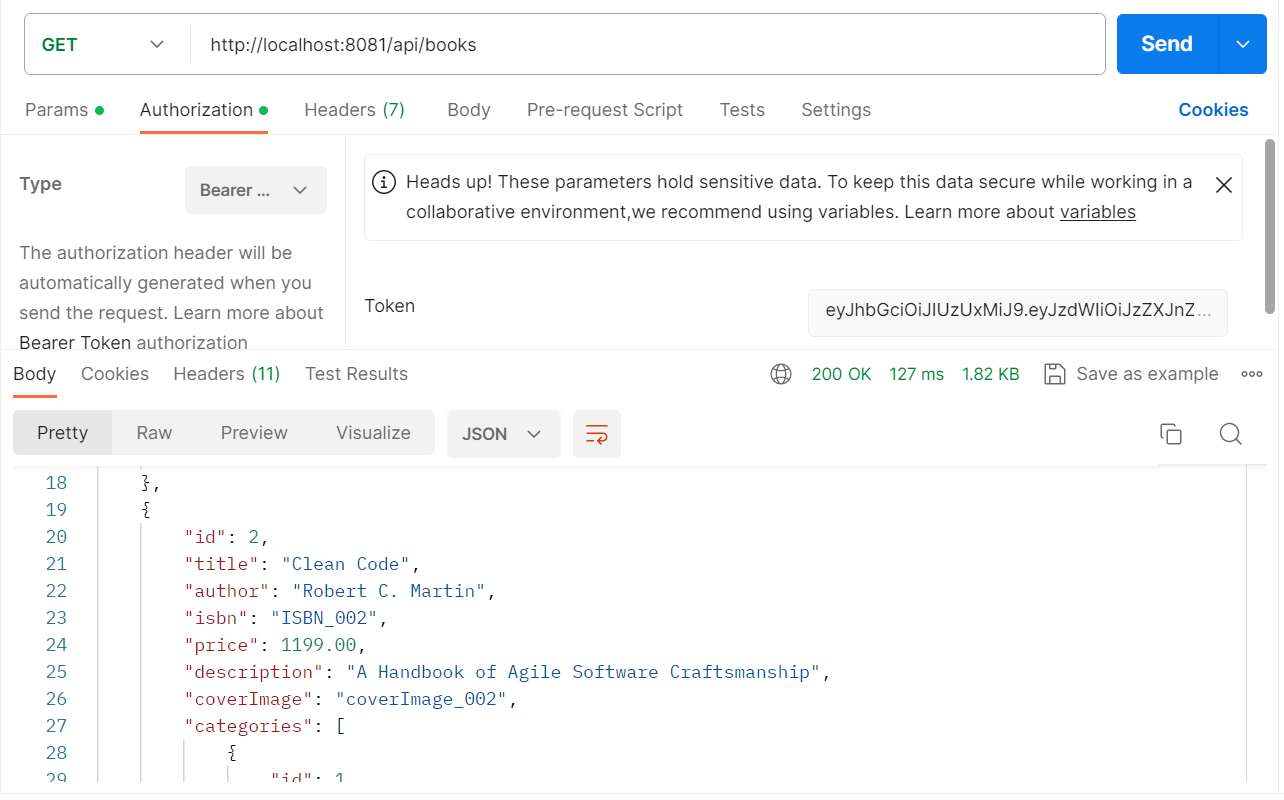 GET http://localhost:8081/api/books Send
Params Authorization Headers (7) Body Pre-request Script Tests Settings Cookies
Type Bearer ...
The authorization header will be
automatically generated when you
send the request. Learn more about
Bearer Token authorization
Heads up! These parameters hold sensitive data. To keep this data secure while working in a
collaborative environment,we recommend using variables. Learn more about variables
Token eyJhbGciOiJIUzUxMiJ9.eyJzdWIiOiJzZXJnZ...
Body Cookies Headers (11) Test Results 200 OK 127 ms 1.82 KB Save as example
Pretty Raw Preview Visualize JSON
18 },
19 {
20 "id": 2,
21 "title": "Clean Code",
22 "author": "Robert C. Martin",
23 "isbn": "ISBN_002",
24 "price": 1199.00,
25 "description": "A Handbook of Agile Software Craftsmanship",
26 "coverImage": "coverImage_002",
27 "categories": [
28 {
29 "id": 1